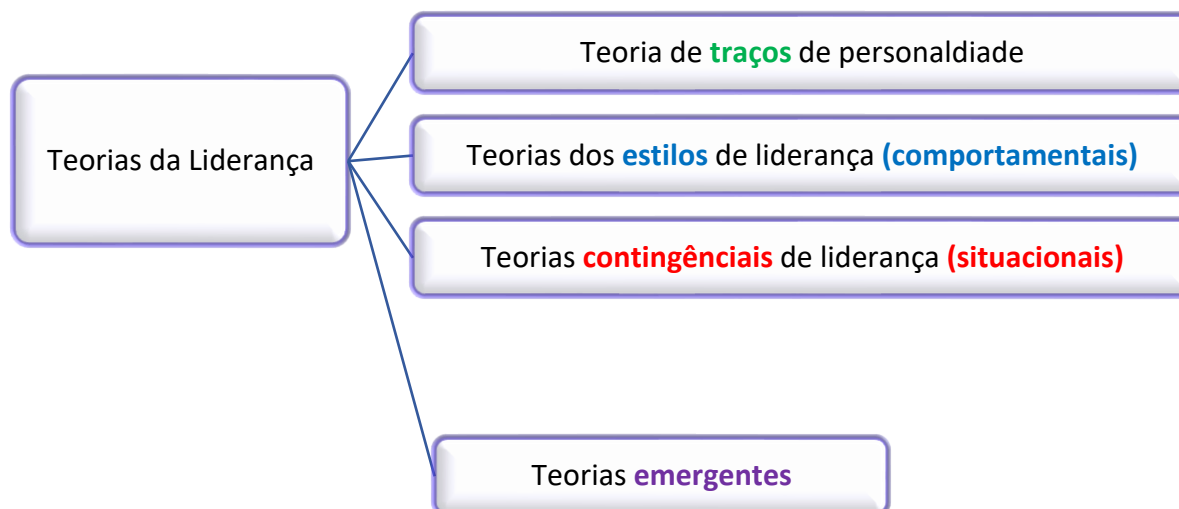 Teoria de traços de personaldiade
Teorias da Liderança
Teorias dos estilos de liderança (comportamentais)
Teorias contingênciais de liderança (situacionais)
Teorias emergentes